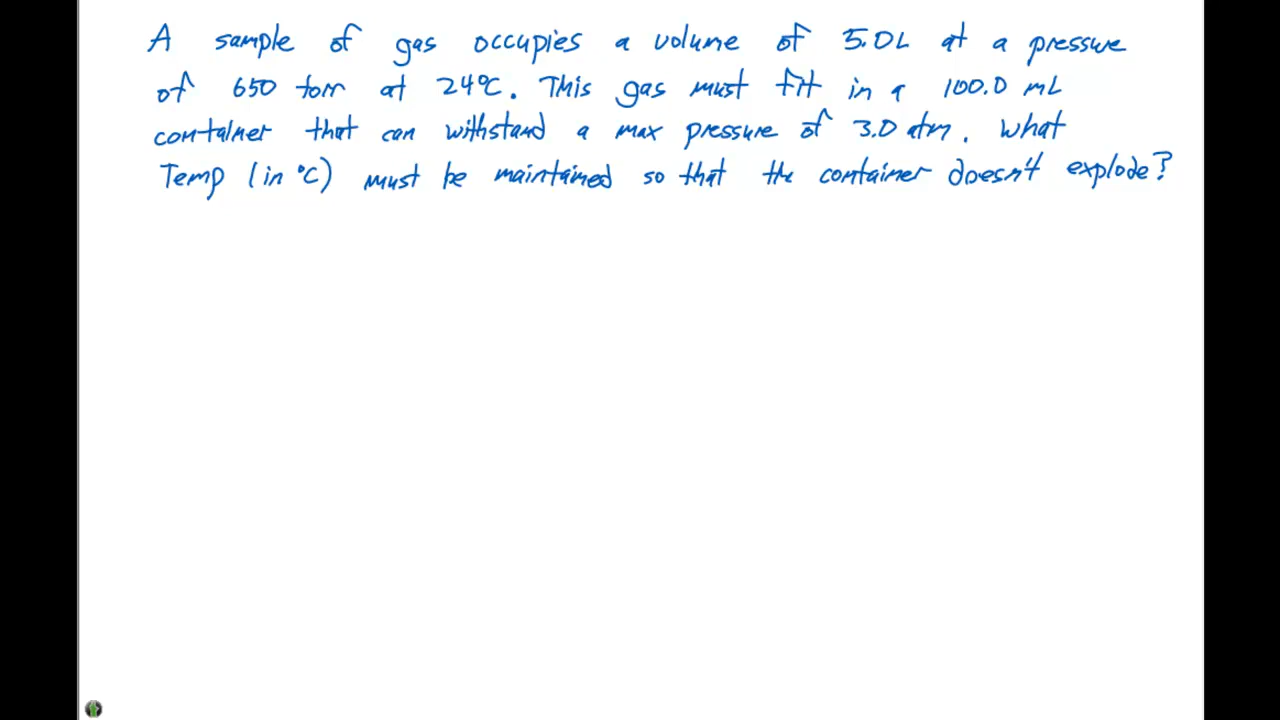 A sample of gas occupies a volume of 5.0L at a pressure
of 650 torr at 24°C. This gas must fit in a 100.0 mL
container that can withstand a max pressure of 3.0 atm. What
Temp (in °C) must be maintained so that the container doesn't explode?